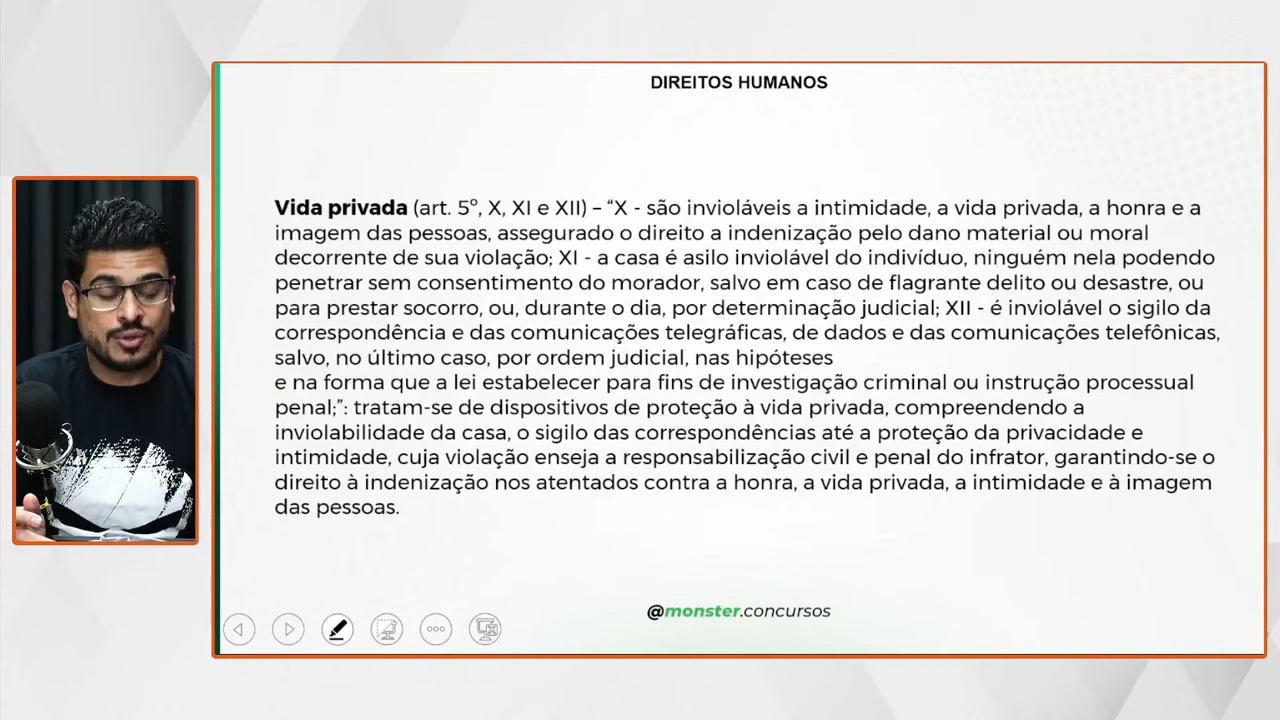 DIREITOS HUMANOS
Vida privada (art. 5º, X, XI e XII) – “X - são invioláveis a intimidade, a vida privada, a honra e a
imagem das pessoas, assegurado o direito a indenização pelo dano material ou moral
decorrente de sua violação; XI - a casa é asilo inviolável do indivíduo, ninguém nela podendo
penetrar sem consentimento do morador, salvo em caso de flagrante delito ou desastre, ou
para prestar socorro, ou, durante o dia, por determinação judicial; XII - é inviolável o sigilo da
correspondência e das comunicações telegráficas, de dados e das comunicações telefônicas,
salvo, no último caso, por ordem judicial, nas hipóteses
e na forma que a lei estabelecer para fins de investigação criminal ou instrução processual
penal;”: tratam-se de dispositivos de proteção à vida privada, compreendendo a
inviolabilidade da casa, o sigilo das correspondências até a proteção da privacidade e
intimidade, cuja violação enseja a responsabilização civil e penal do infrator, garantindo-se o
direito à indenização nos atentados contra a honra, a vida privada, a intimidade e à imagem
das pessoas.
@monster.concursos